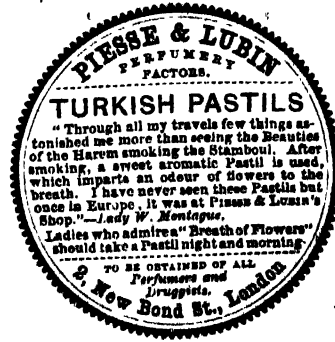 PIESSE & LUBIN
PERFUMERY
FACTORS.
TURKISH PASTILS
"Through all my travels few things as-
tonished me more than seeing the Beauties
of the Harem smoking the Stamboul. After
smoking, a sweet aromatic Pastil is used,
which imparts an odour of flowers to the
breath. I have never seen these Pastils but
once in Europe, it was at PIESSE & LUBIN'S
Shop."—Lady W. Montague.
Ladies who admire a "Breath of Flowers"
should take a Pastil night and morning.
TO BE OBTAINED OF ALL
Perfumers and
Druggists.
2, New Bond St., London